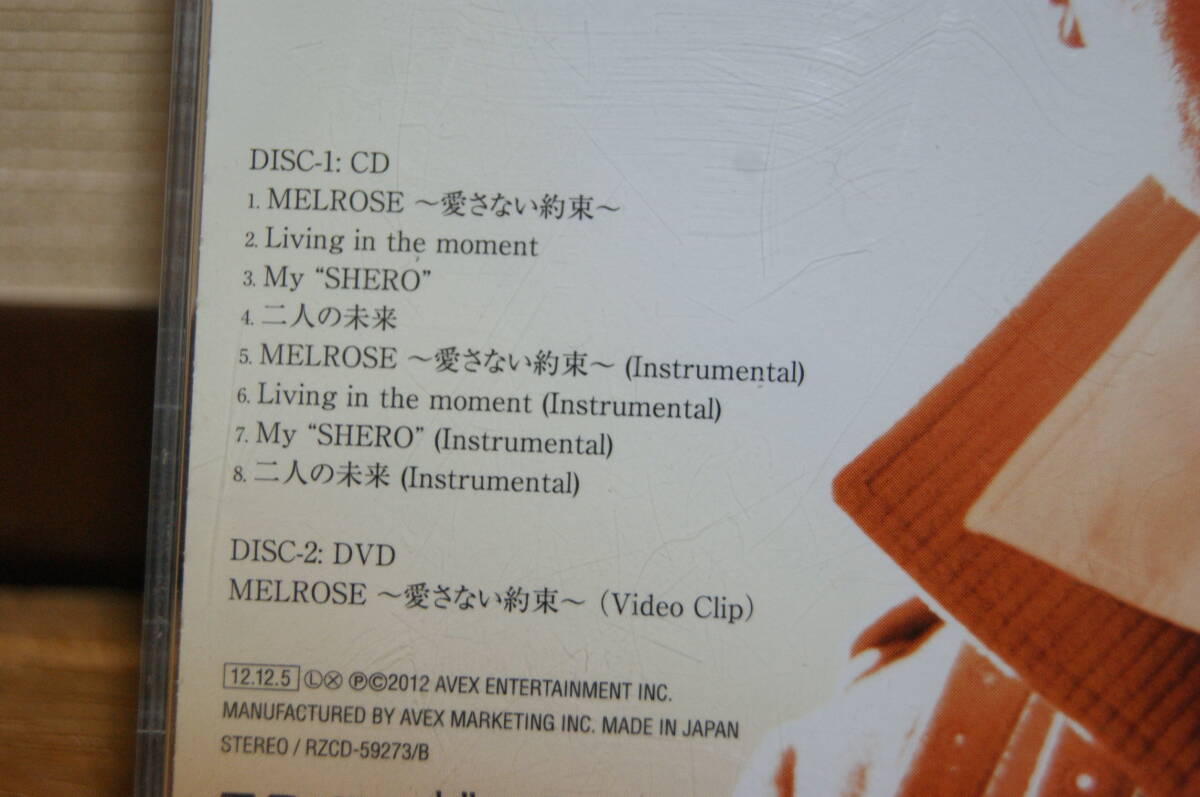 DISC-1: CD
1. MELROSE ～愛さない約束～
2. Living in the moment
3. My “SHERO”
4. 二人の未来
5. MELROSE ～愛さない約束～ (Instrumental)
6. Living in the moment (Instrumental)
7. My “SHERO” (Instrumental)
8. 二人の未来 (Instrumental)
DISC-2: DVD
MELROSE ～愛さない約束～（Video Clip）
12.12.5 Ⓛⓧ ℗©2012 AVEX ENTERTAINMENT INC.
MANUFACTURED BY AVEX MARKETING INC. MADE IN JAPAN
STEREO / RZCD-59273/B